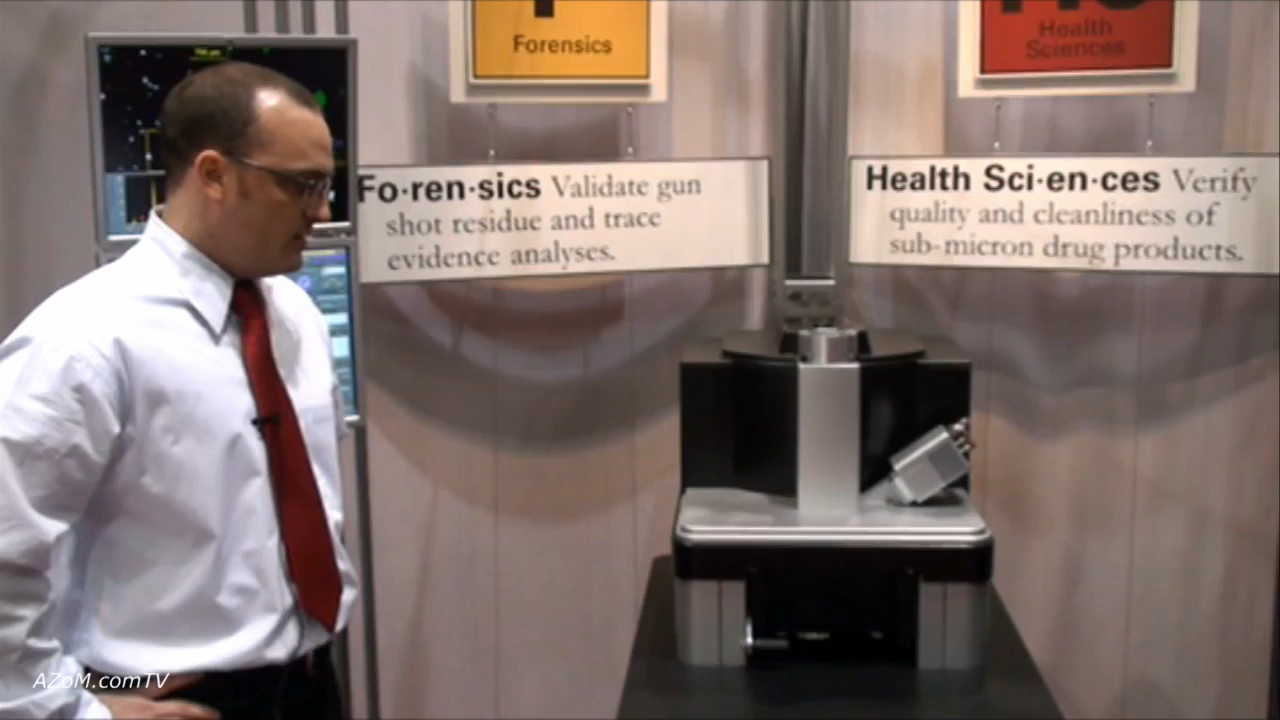 Forensics
Health
Sciences
Fo·ren·sics Validate gun
shot residue and trace
evidence analyses.
Health Sci·en·ces Verify
quality and cleanliness of
sub-micron drug products.
AZoM.comTV